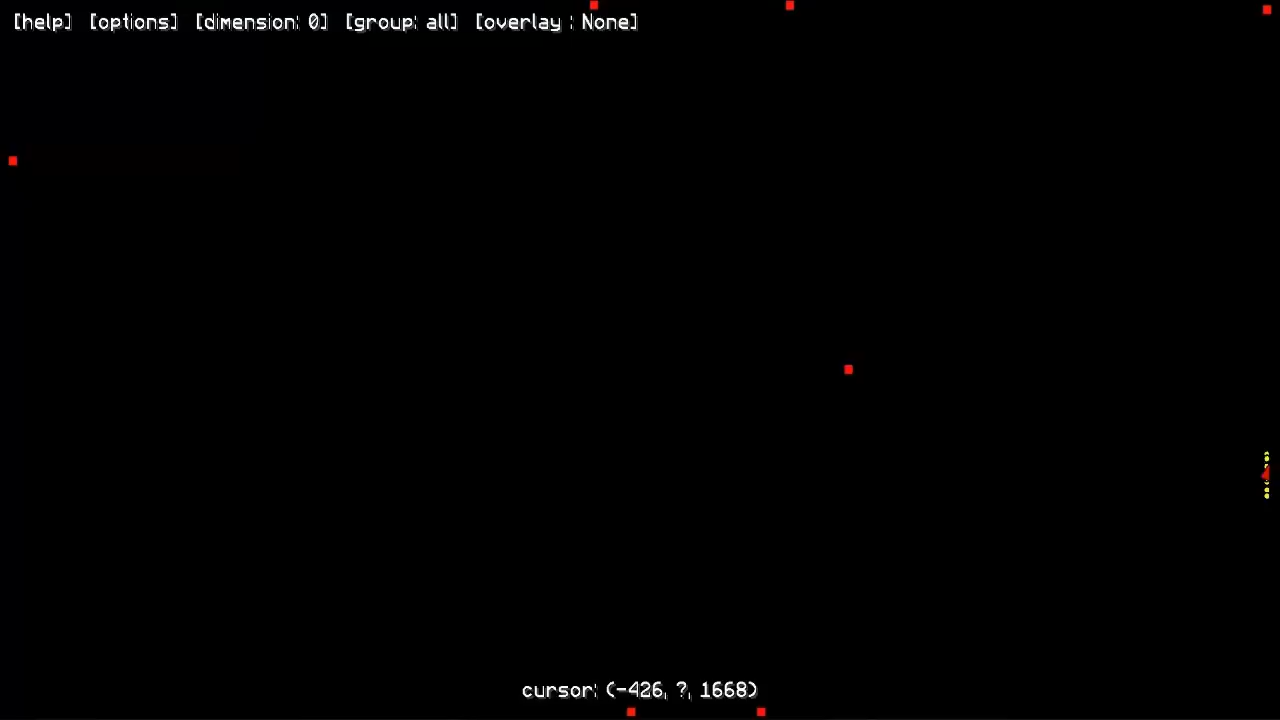 [help] [options] [dimension: 0] [group: all] [overlay : None]
cursor: (-426, ?, 1668)